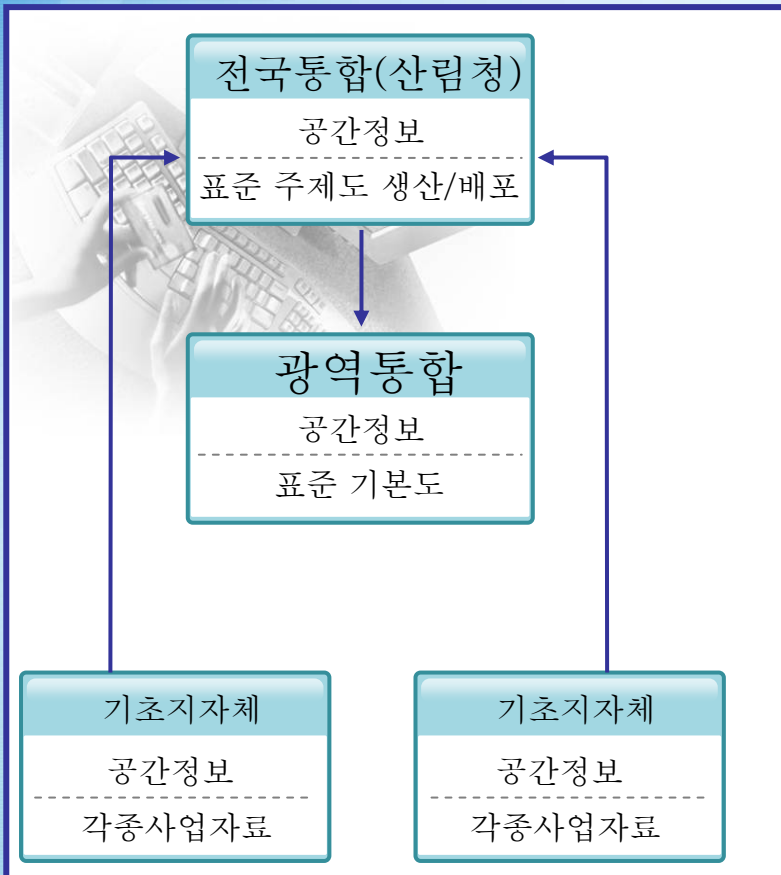 전국통합(산림청)
공간정보
표준 주제도 생산/배포
광역통합
공간정보
표준 기본도
기초지자체
공간정보
각종사업자료
기초지자체
공간정보
각종사업자료